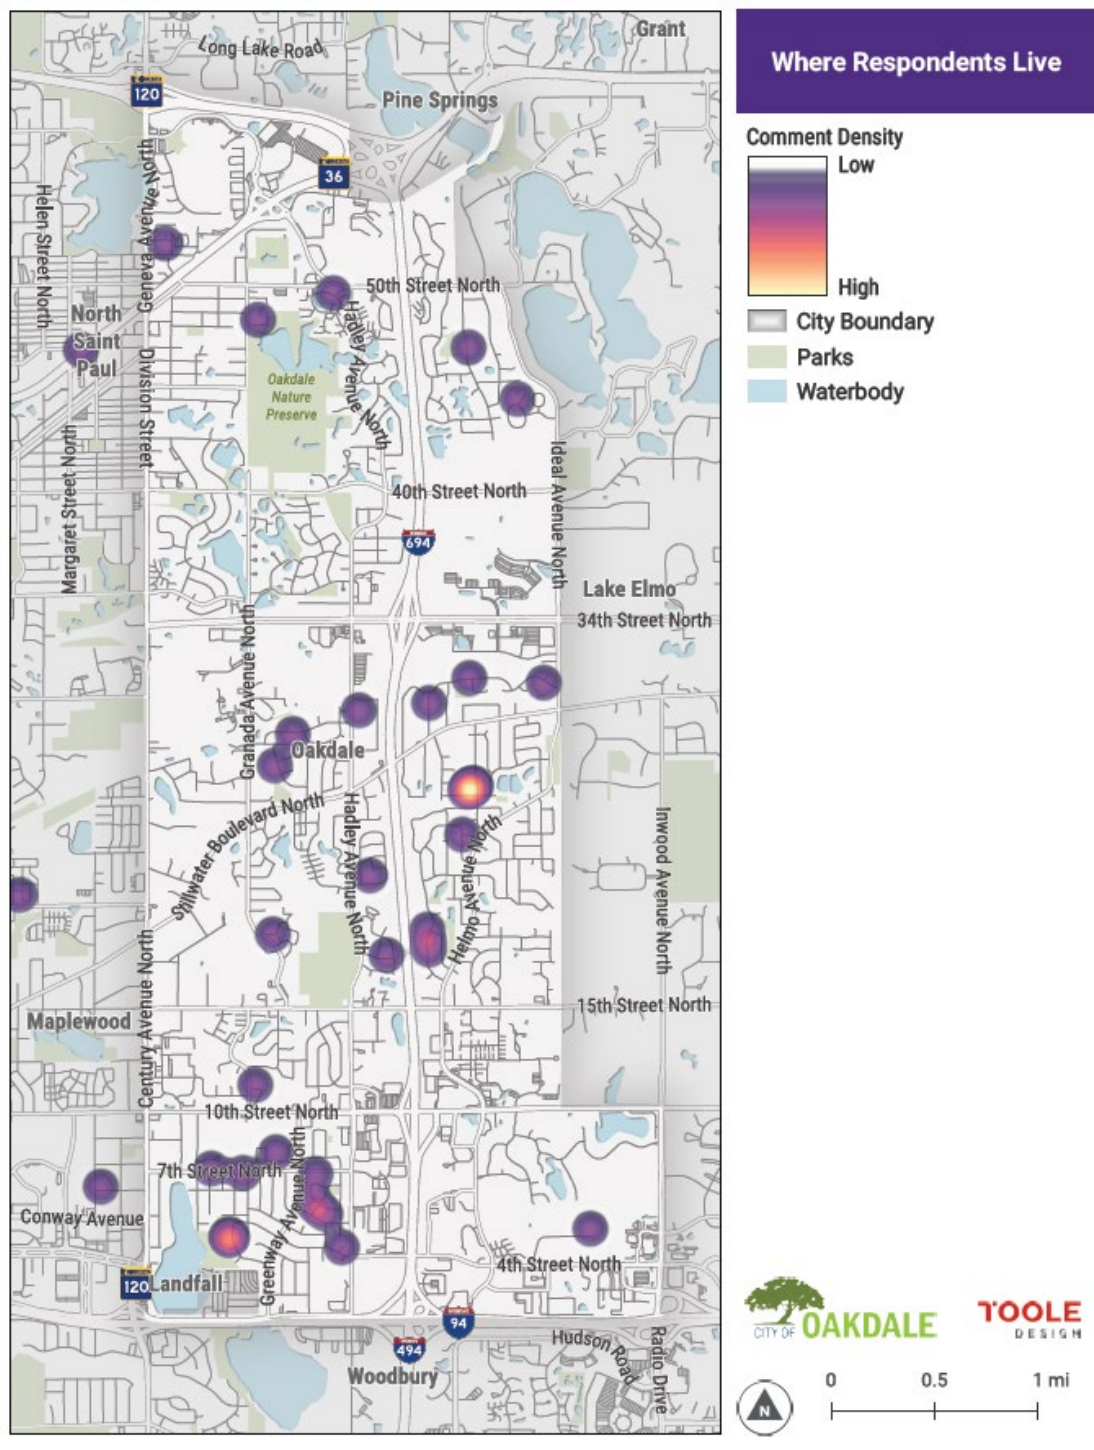 Grant
Long Lake Road
120
Pine Springs
36
Helen Street North
Geneva Avenue North
50th Street North
North
Saint
Paul
Hadley Avenue North
Division Street
Oakdale
Nature
Preserve
Margaret Street North
40th Street North
Ideal Avenue North
694
Lake Elmo
34th Street North
Granada Avenue North
Oakdale
Stillwater Boulevard North
Hadley Avenue North
Helmo Avenue North
Inwood Avenue North
Century Avenue North
15th Street North
Maplewood
10th Street North
7th Street North
Greenway Avenue North
Conway Avenue
4th Street North
120
Landfall
94
494
Hudson Road
Radio Drive
Woodbury
Where Respondents Live
Comment Density
Low
High
City Boundary
Parks
Waterbody
CITY OF OAKDALE
TOOLE
DESIGN
N
0 0.5 1 mi